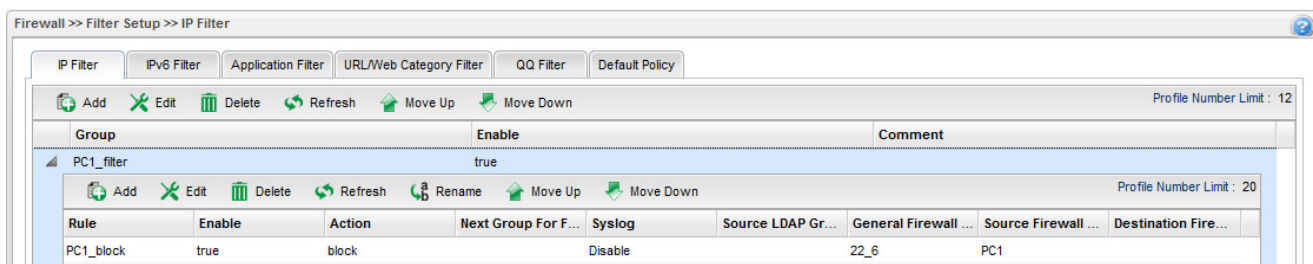 Firewall >> Filter Setup >> IP Filter
?
IP Filter IPv6 Filter Application Filter URL/Web Category Filter QQ Filter Default Policy
Add Edit Delete Refresh Move Up Move Down Profile Number Limit : 12
Group Enable Comment
PC1_filter true
Add Edit Delete Refresh Rename Move Up Move Down Profile Number Limit : 20
Rule Enable Action Next Group For F... Syslog Source LDAP Gr... General Firewall ... Source Firewall ... Destination Fire...
PC1_block true block Disable 22_6 PC1